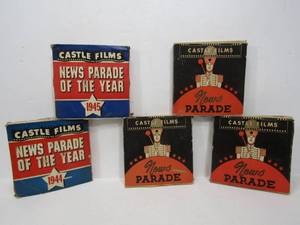 CASTLE FILMS
NEWS PARADE
OF THE YEAR
1945
CASTLE FILMS
News
PARADE
CASTLE FILMS
NEWS PARADE
OF THE YEAR
1944
CASTLE FILMS
News
PARADE
CASTLE FILMS
News
PARADE